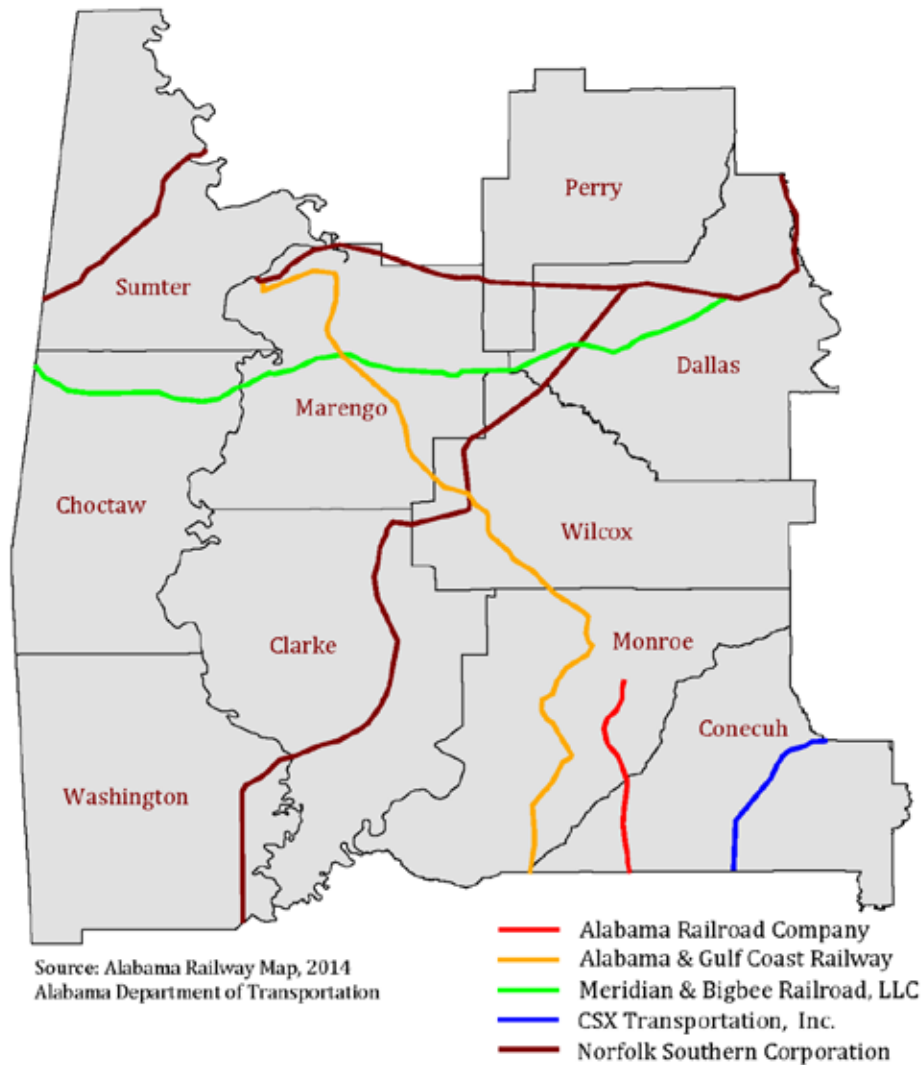 Perry
Sumter
Dallas
Marengo
Choctaw
Wilcox
Clarke
Monroe
Conecuh
Washington
Alabama Railroad Company
Alabama & Gulf Coast Railway
Meridian & Bigbee Railroad, LLC
CSX Transportation, Inc.
Norfolk Southern Corporation
Source: Alabama Railway Map, 2014
Alabama Department of Transportation